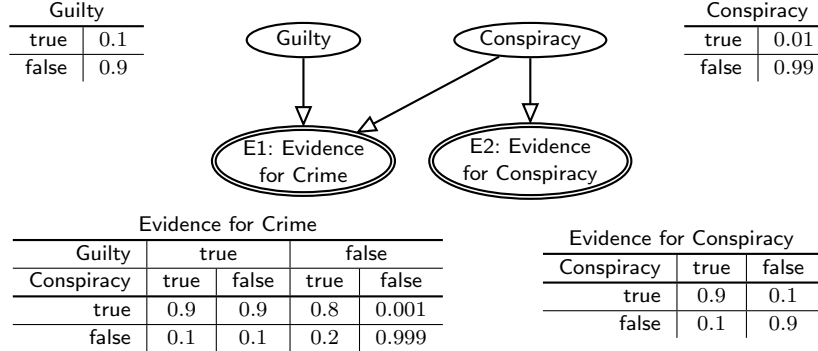 Guilty
true 0.1
false 0.9
Guilty
Conspiracy
Conspiracy
true 0.01
false 0.99
E1: Evidence
for Crime
E2: Evidence
for Conspiracy
Evidence for Crime
Guilty true false
Conspiracy true false true false
true 0.9 0.9 0.8 0.001
false 0.1 0.1 0.2 0.999
Evidence for Conspiracy
Conspiracy true false
true 0.9 0.1
false 0.1 0.9